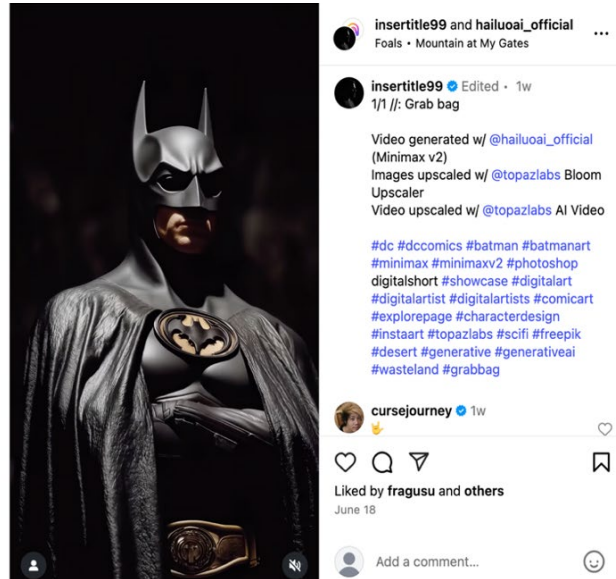 insertitle99 and hailuoai_official
Foals • Mountain at My Gates
insertitle99 Edited • 1w
1/1 //: Grab bag
Video generated w/ @hailuoai_official
(Minimax v2)
Images upscaled w/ @topazlabs Bloom
Upscaler
Video upscaled w/ @topazlabs AI Video
#dc #dccomics #batman #batmanart
#minimax #minimaxv2 #photoshop
digitalshort #showcase #digitalart
#digitalartist #digitalartists #comicart
#explorepage #characterdesign
#instaart #topazlabs #scifi #freepik
#desert #generative #generativeai
#wasteland #grabbag
cursejourney 1w
Liked by fragusu and others
June 18
Add a comment...